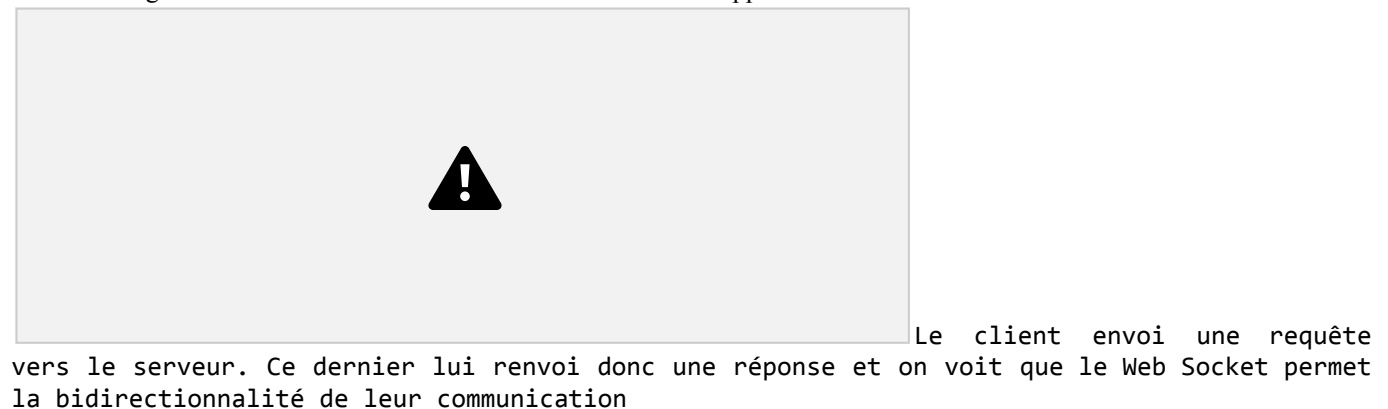 Le client envoi une requête
vers le serveur. Ce dernier lui renvoi donc une réponse et on voit que le Web Socket permet
la bidirectionnalité de leur communication